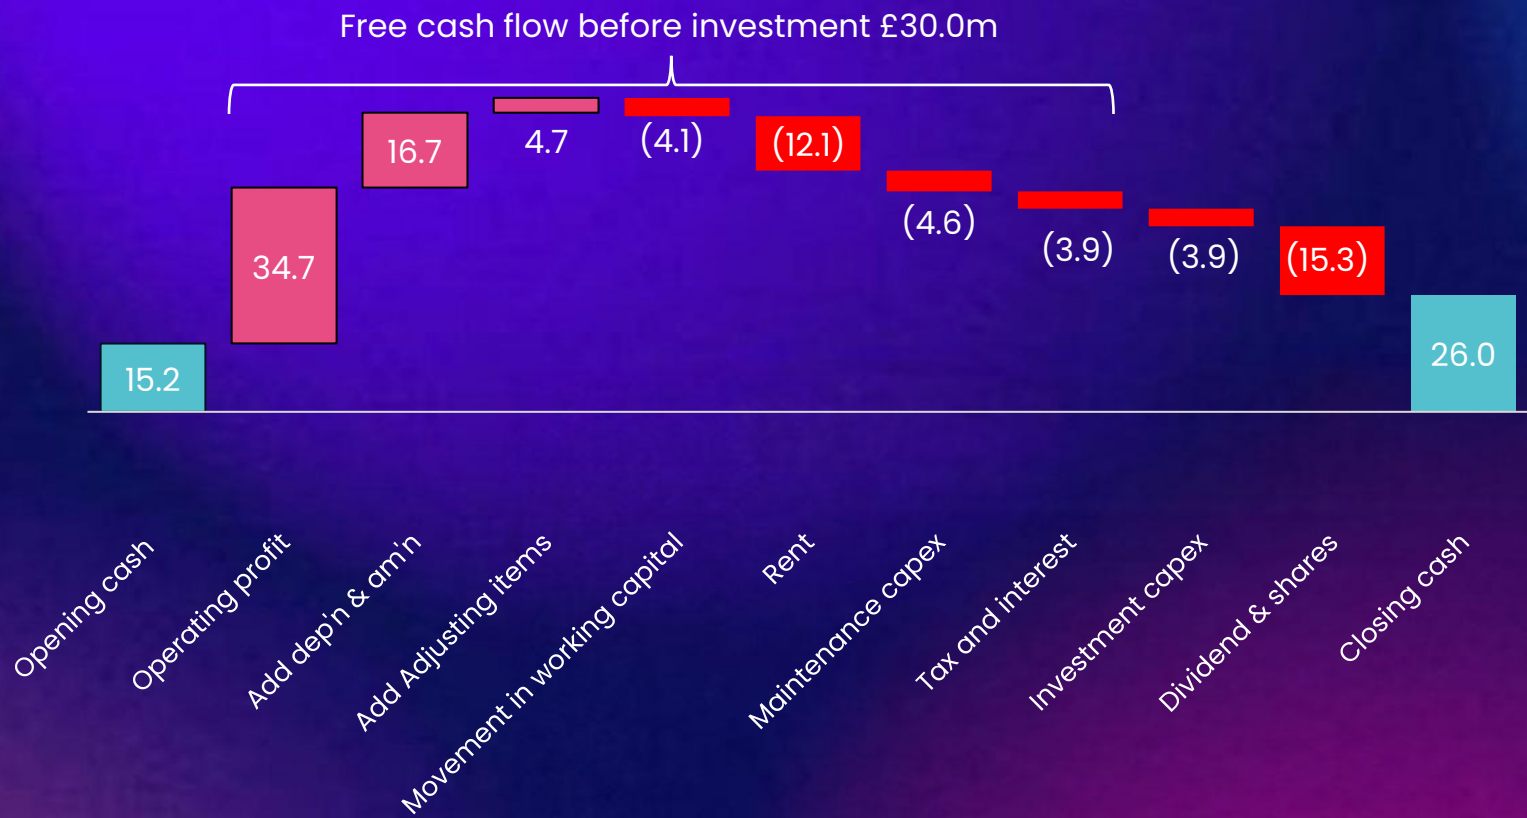 Free cash flow before investment £30.0m
15.2
34.7
16.7
4.7
(4.1)
(12.1)
(4.6)
(3.9)
(3.9)
(15.3)
26.0
Opening cash
Operating profit
Add dep'n & am'n
Add Adjusting items
Movement in working capital
Rent
Maintenance capex
Tax and interest
Investment capex
Dividend & shares
Closing cash